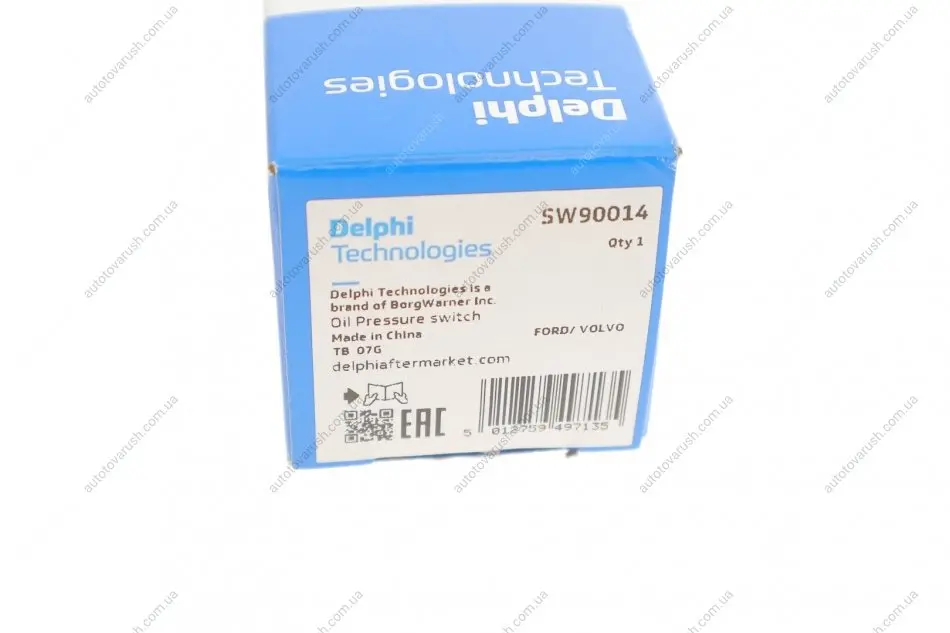 Delphi
Technologies
Delphi
Technologies
SW90014
Qty 1
Delphi Technologies is a
brand of BorgWarner Inc.
Oil Pressure switch
Made in China
TB 07G
delphiaftermarket.com
FORD/ VOLVO
EAC
5 012759 497135
autotovarush.com.ua